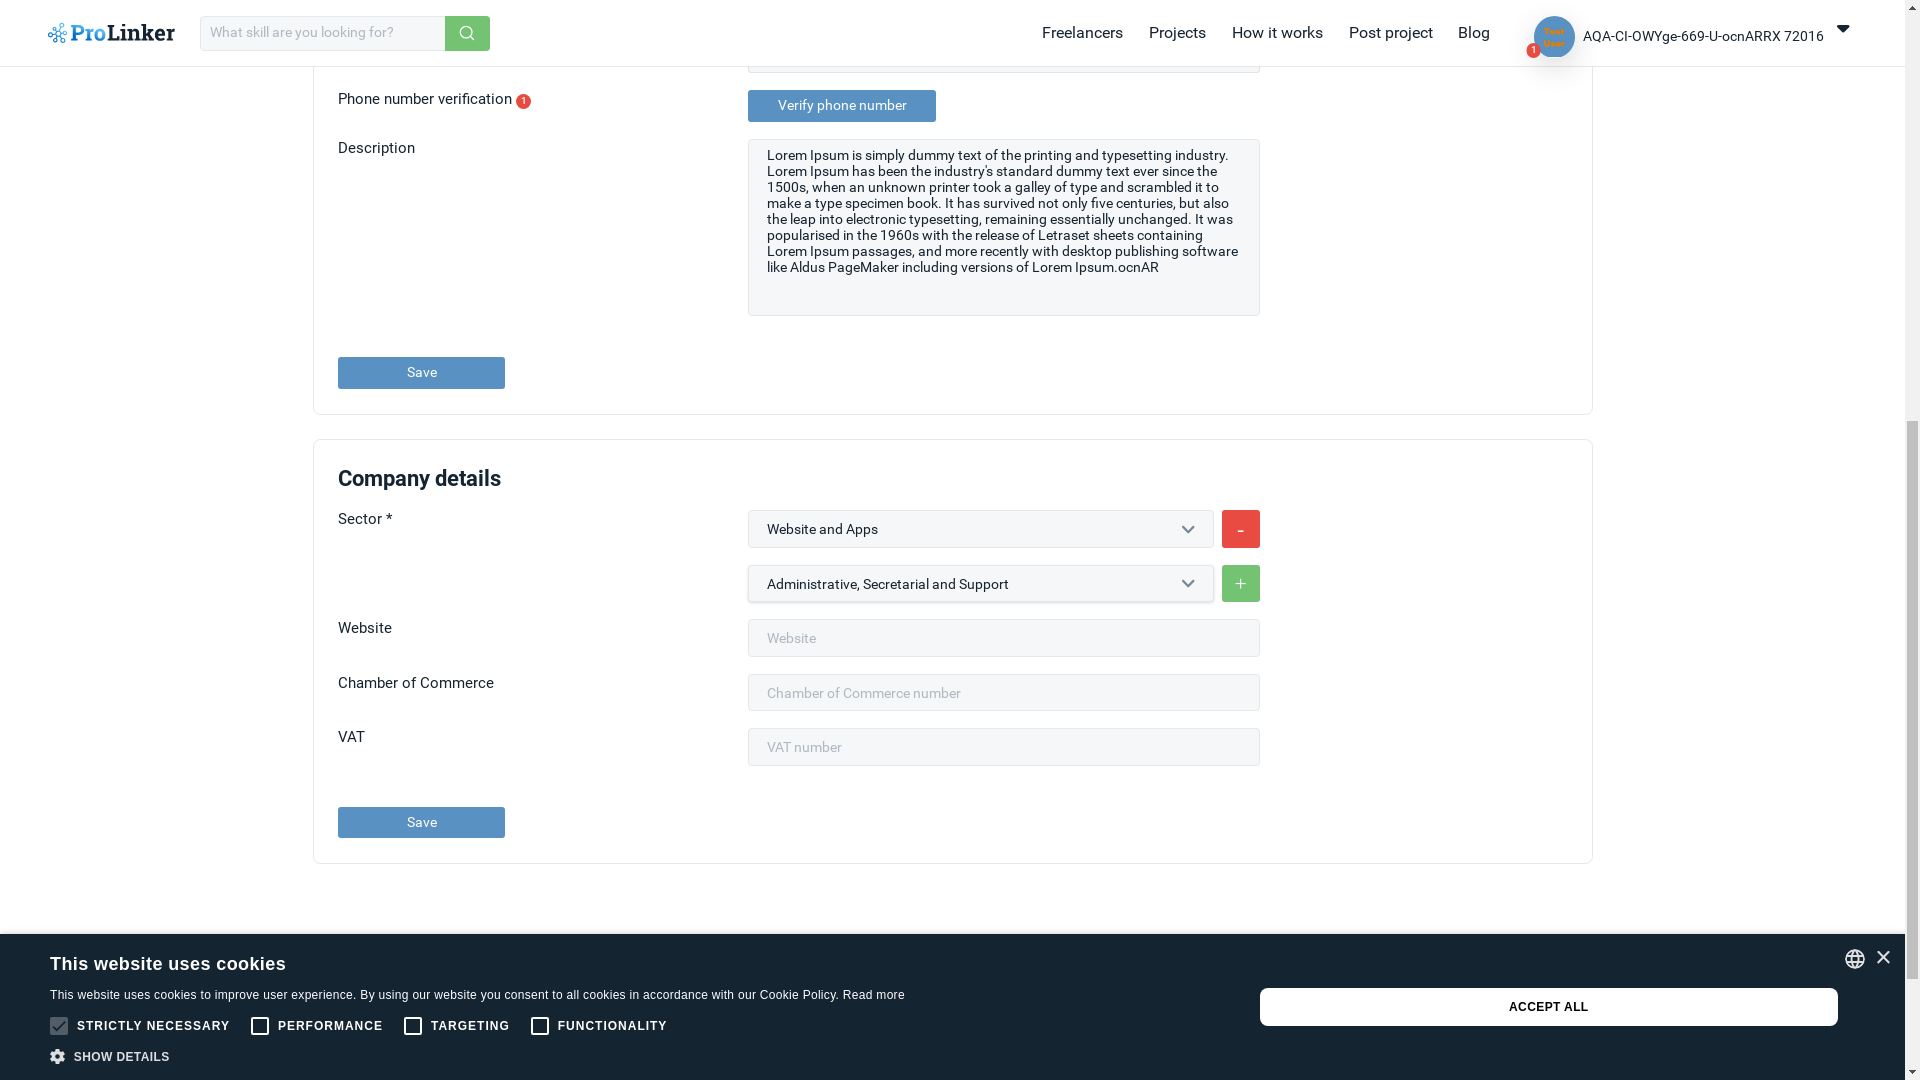 ProLinker
What skill are you looking for?
Freelancers
Projects
How it works
Post project
Blog
Test
User
1
AQA-CI-OWYge-669-U-ocnARRX 72016
Phone number verification 1
Verify phone number
Description
Lorem Ipsum is simply dummy text of the printing and typesetting industry.
Lorem Ipsum has been the industry's standard dummy text ever since the
1500s, when an unknown printer took a galley of type and scrambled it to
make a type specimen book. It has survived not only five centuries, but also
the leap into electronic typesetting, remaining essentially unchanged. It was
popularised in the 1960s with the release of Letraset sheets containing
Lorem Ipsum passages, and more recently with desktop publishing software
like Aldus PageMaker including versions of Lorem Ipsum.ocnAR
Save
Company details
Sector *
Website and Apps
-
Administrative, Secretarial and Support
+
Website
Website
Chamber of Commerce
Chamber of Commerce number
VAT
VAT number
Save
This website uses cookies
×
This website uses cookies to improve user experience. By using our website you consent to all cookies in accordance with our Cookie Policy. Read more
STRICTLY NECESSARY
PERFORMANCE
TARGETING
FUNCTIONALITY
SHOW DETAILS
ACCEPT ALL